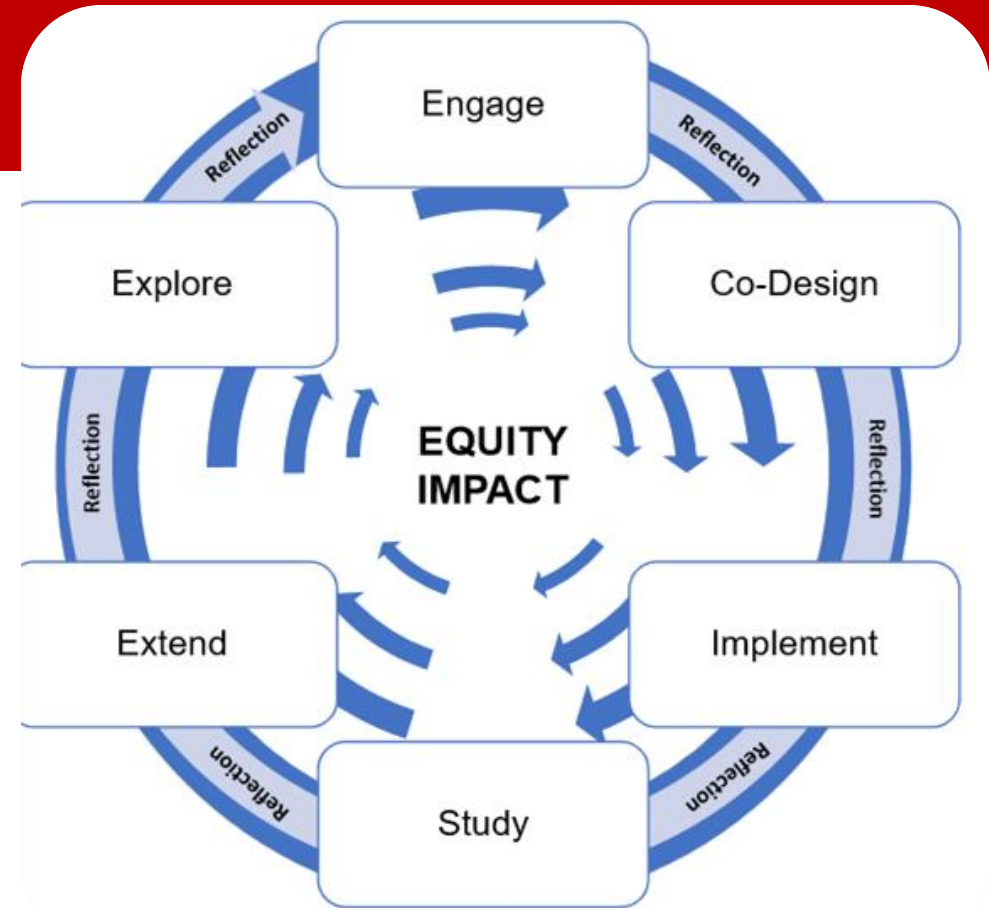 Engage
Reflection
Reflection
Explore
Co-Design
EQUITY
IMPACT
Reflection
Reflection
Extend
Implement
Reflection
Reflection
Study